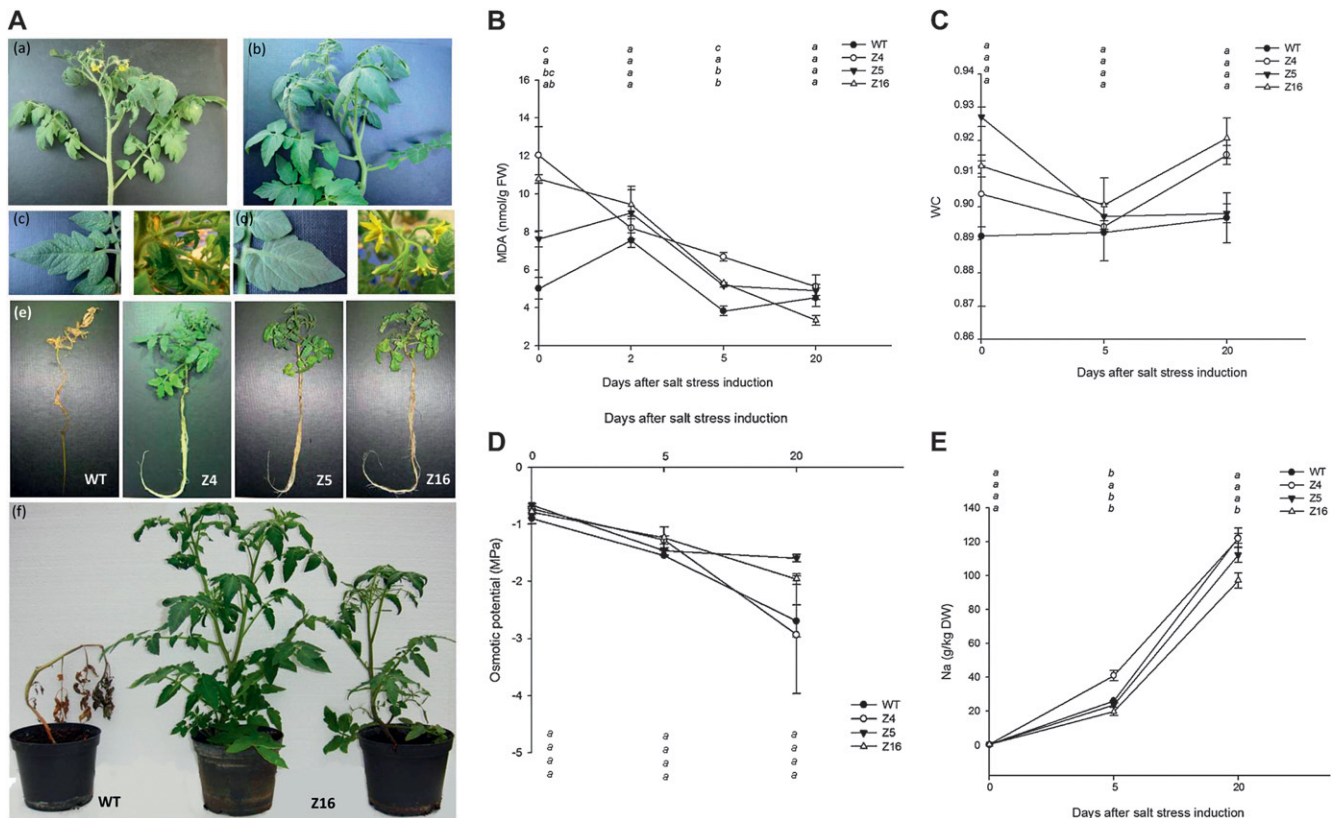 A
(a)
(b)
(c)
(d)
(e)
WT
Z4
Z5
Z16
(f)
WT
Z16
B
WT
Z4
Z5
Z16
c a c a
a a a a
bc a b a
ab a b a
MDA (nmol/g FW)
16
14
12
10
8
6
4
2
0 2 5 20
Days after salt stress induction
C
WT
Z4
Z5
Z16
a a a
a a a
a a a
a a a
WC
0.94
0.93
0.92
0.91
0.90
0.89
0.88
0.87
0.86
0 5 20
Days after salt stress induction
D
Days after salt stress induction
0 5 20
Osmotic potential (MPa)
0
-1
-2
-3
-4
-5
WT
Z4
Z5
Z16
a a a
a a a
a a a
a a a
E
WT
Z4
Z5
Z16
a b a
a a a
a b a
a b b
Na (g/kg DW)
140
120
100
80
60
40
20
0
0 5 20
Days after salt stress induction